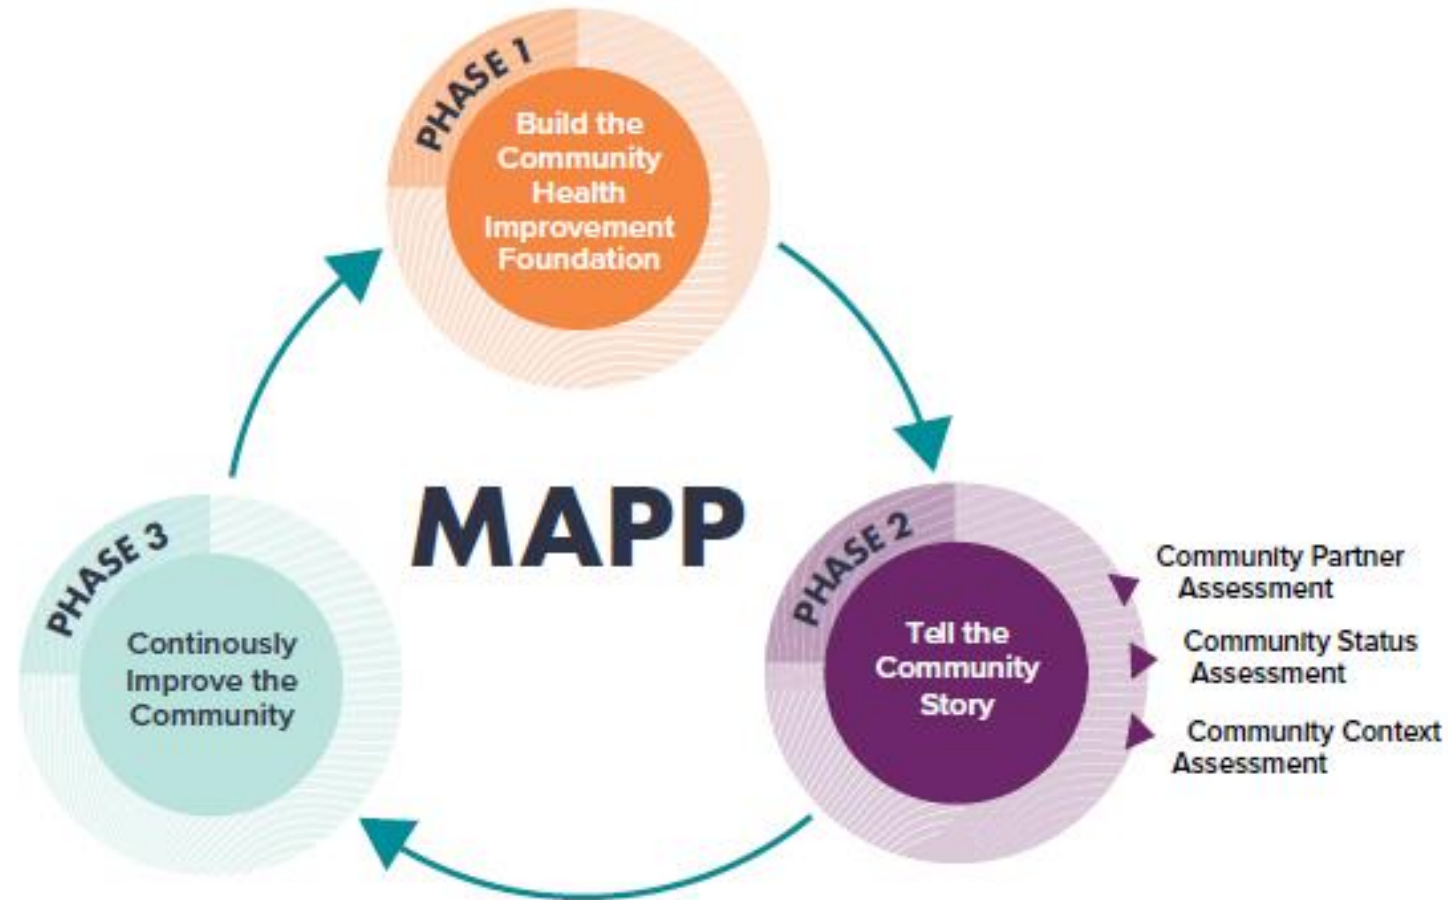 PHASE 1
Build the
Community
Health
Improvement
Foundation
MAPP
PHASE 2
Tell the
Community
Story
Community Partner
Assessment
Community Status
Assessment
Community Context
Assessment
PHASE 3
Continously
Improve the
Community